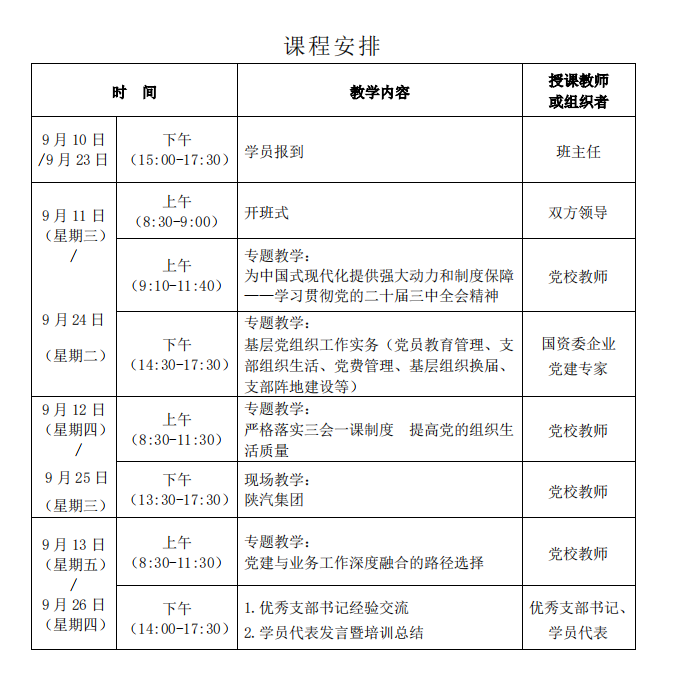 课程安排
时　间
教学内容
授课教师
或组织者
9月10日
/9月23日
下午
（15:00-17:30）
学员报到
班主任
9月11日
（星期三）
/
9月24日
（星期二）
上午
（8:30-9:00）
开班式
双方领导
上午
（9:10-11:40）
专题教学：
为中国式现代化提供强大动力和制度保障
——学习贯彻党的二十届三中全会精神
党校教师
下午
（14:30-17:30）
专题教学：
基层党组织工作实务（党员教育管理、支
部组织生活、党费管理、基层组织换届、
支部阵地建设等）
国资委企业
党建专家
9月12日
（星期四）
/
9月25日
（星期三）
上午
（8:30-11:30）
专题教学：
严格落实三会一课制度　提高党的组织生
活质量
党校教师
下午
（13:30-17:30）
现场教学：
陕汽集团
党校教师
9月13日
（星期五）
/
9月26日
（星期四）
上午
（8:30-11:30）
专题教学：
党建与业务工作深度融合的路径选择
党校教师
下午
（14:00-17:30）
1.优秀支部书记经验交流
2.学员代表发言暨培训总结
优秀支部书记、
学员代表